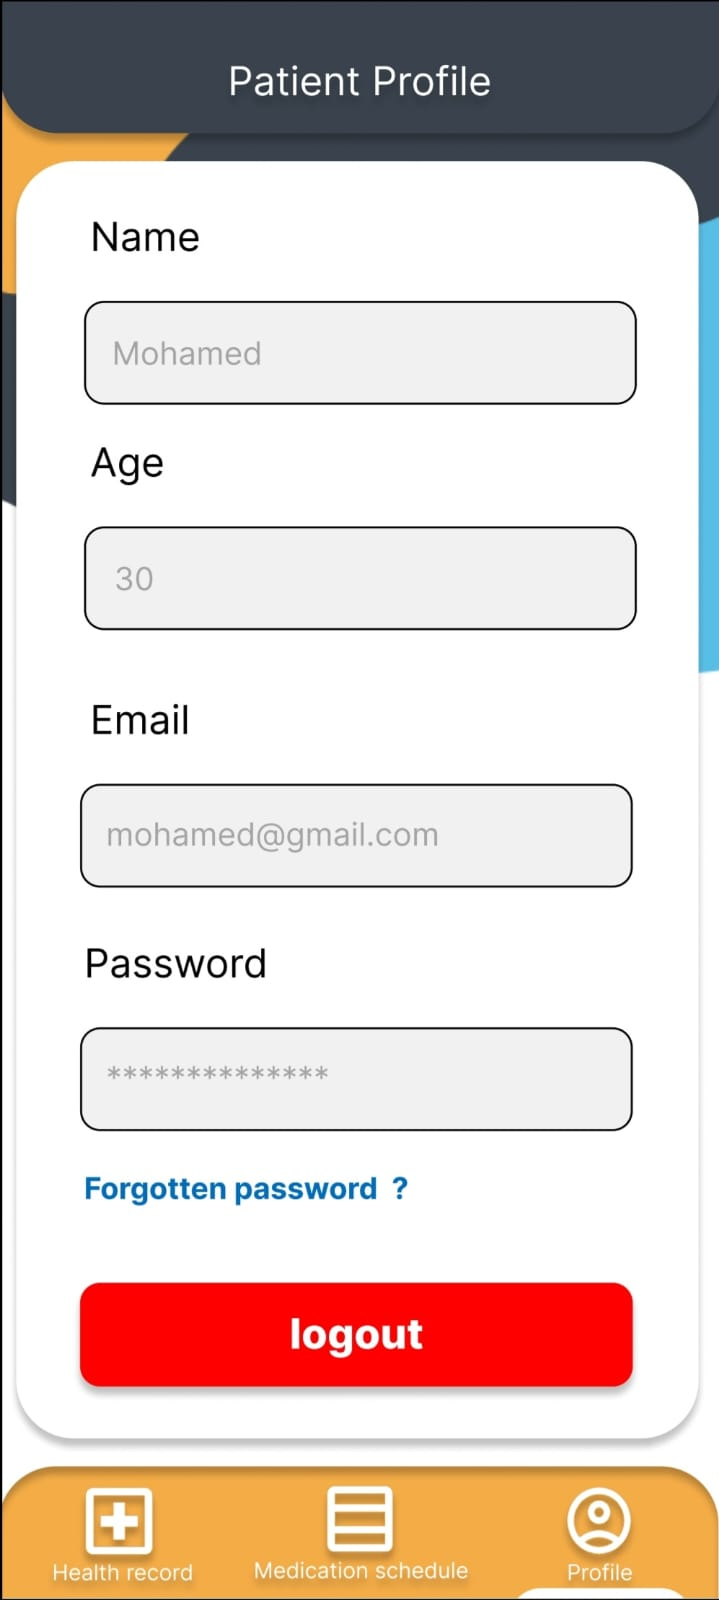 Patient Profile
Name
Mohamed
Age
30
Email
mohamed@gmail.com
Password
**************
Forgotten password ?
logout
Health record
Medication schedule
Profile